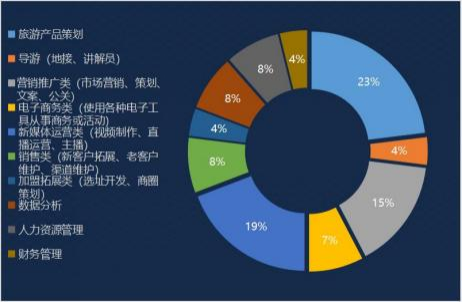 旅游产品策划
导游（地接、讲解员）
营销推广类（市场营销、策划、
文案、公关）
电子商务类（使用各种电子工
具从事商务或活动）
新媒体运营类（视频制作、直
播运营、主播）
销售类（新客户拓展、老客户
维护、渠道维护）
加盟拓展类（选址开发、商圈
策划）
数据分析
人力资源管理
财务管理
23%
4%
15%
7%
19%
8%
4%
8%
8%
4%